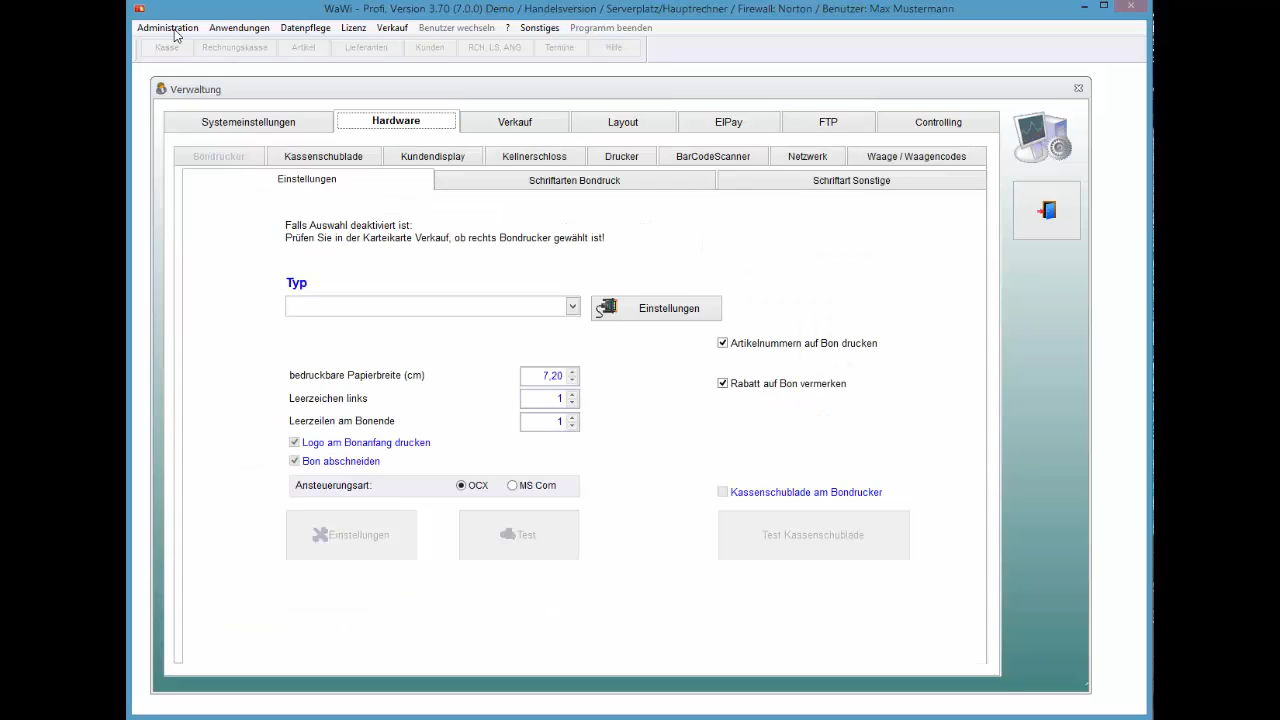 WaWi - Profi. Version 3.70 (7.0.0) Demo / Handelsversion / Serverplatz/Hauptrechner / Firewall: Norton / Benutzer: Max Mustermann
Administration Anwendungen Datenpflege Lizenz Verkauf Benutzer wechseln ? Sonstiges Programm beenden
Kasse Rechnungskasse Artikel Lieferanten Kunden RCH, LS, ANG Termine Hilfe
Verwaltung
Systemeinstellungen Hardware Verkauf Layout ElPay FTP Controlling
Bondrucker Kassenschublade Kundendisplay Kellnerschloss Drucker BarCodeScanner Netzwerk Waage / Waagencodes
Einstellungen Schriftarten Bondruck Schriftart Sonstige
Falls Auswahl deaktiviert ist:
Prüfen Sie in der Karteikarte Verkauf, ob rechts Bondrucker gewählt ist!
Typ
Einstellungen
Artikelnummern auf Bon drucken
bedruckbare Papierbreite (cm) 7,20
Rabatt auf Bon vermerken
Leerzeichen links 1
Leerzeilen am Bonende 1
Logo am Bonanfang drucken
Bon abschneiden
Ansteuerungsart: OCX MS Com
Kassenschublade am Bondrucker
Einstellungen Test Test Kassenschublade